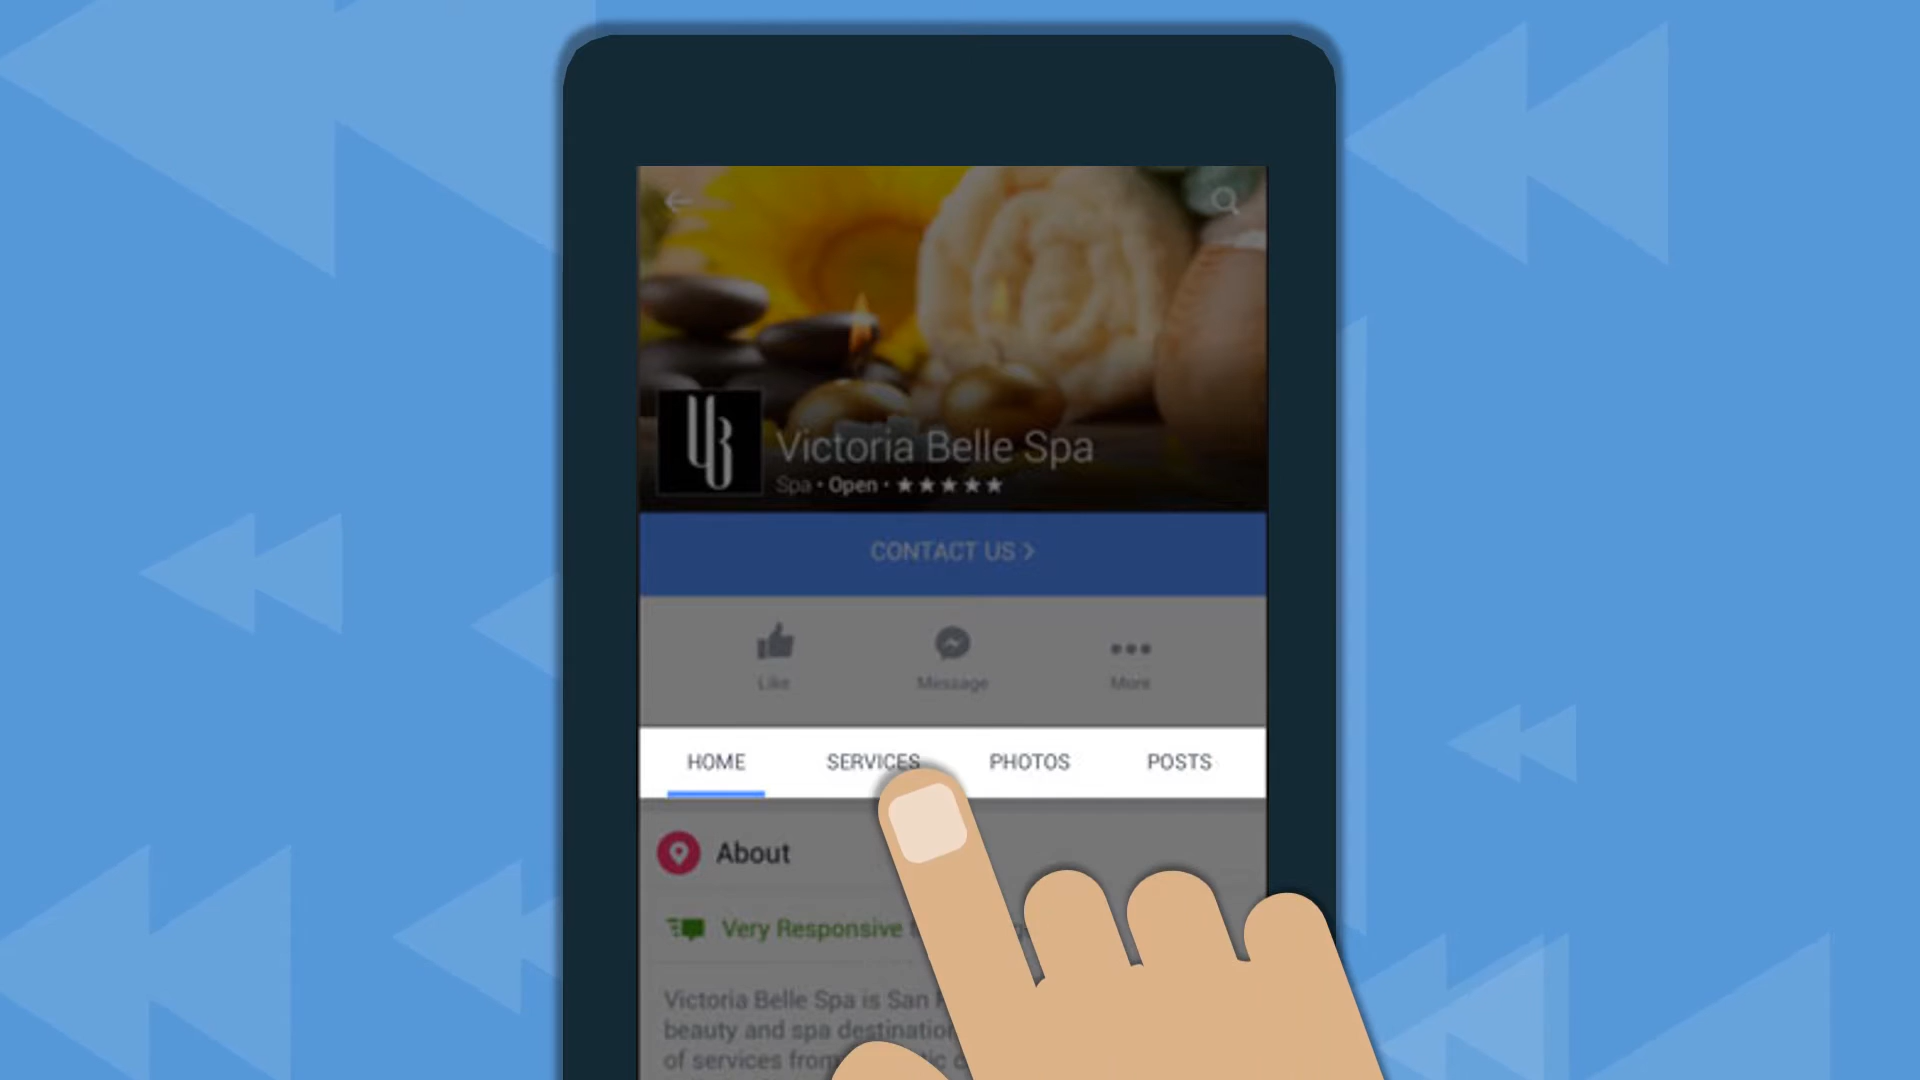 Victoria Belle Spa
Spa • Open • ★★★★★
CONTACT US >
Like
Message
More
HOME
SERVICES
PHOTOS
POSTS
About
Very Responsive
Victoria Belle Spa is San
beauty and spa destination
of services from